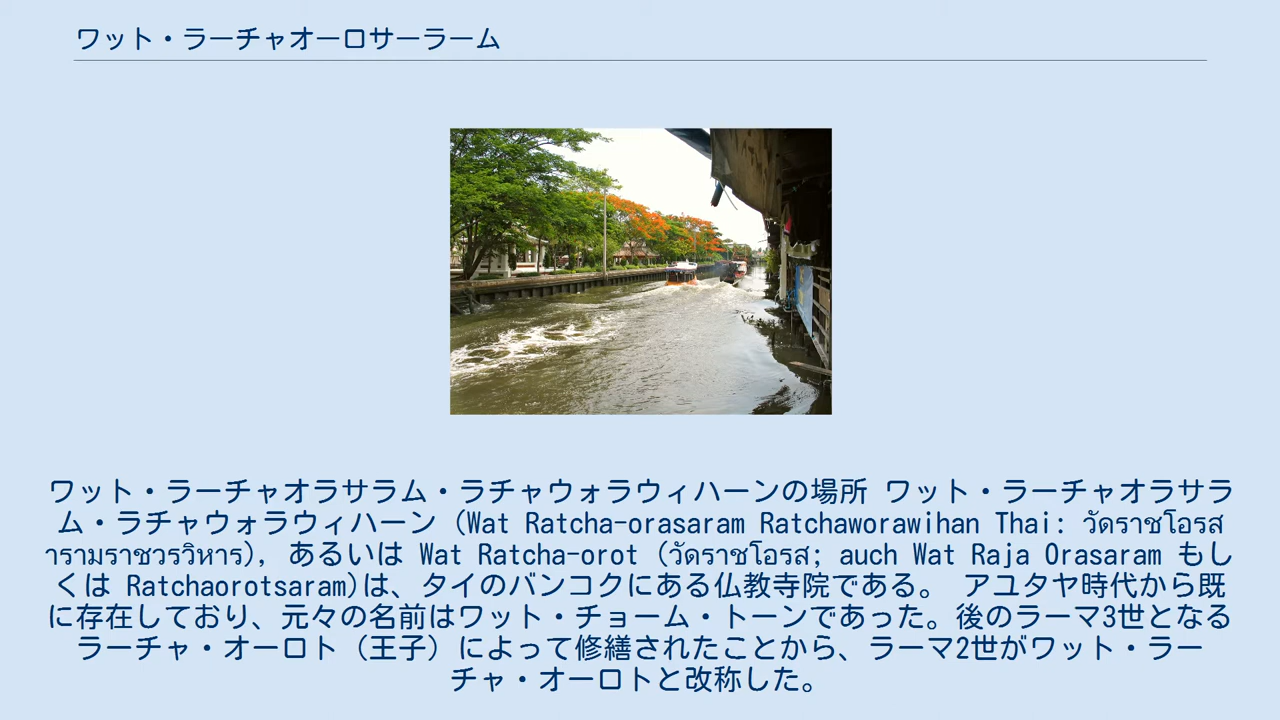 ワット・ラーチャオーロサーラーム
ワット・ラーチャオラサラム・ラチャウォラウィハーンの場所 ワット・ラーチャオラサラ
ム・ラチャウォラウィハーン (Wat Ratcha-orasaram Ratchaworawihan Thai: วัดราชโอรส
ารามราชวรวิหาร), あるいは Wat Ratcha-orot (วัดราชโอรส; auch Wat Raja Orasaram もし
くは Ratchaorotsaram)は、タイのバンコクにある仏教寺院である。 アユタヤ時代から既
に存在しており、元々の名前はワット・チョーム・トーンであった。後のラーマ3世となる
ラーチャ・オーロト（王子）によって修繕されたことから、ラーマ2世がワット・ラー
チャ・オーロトと改称した。